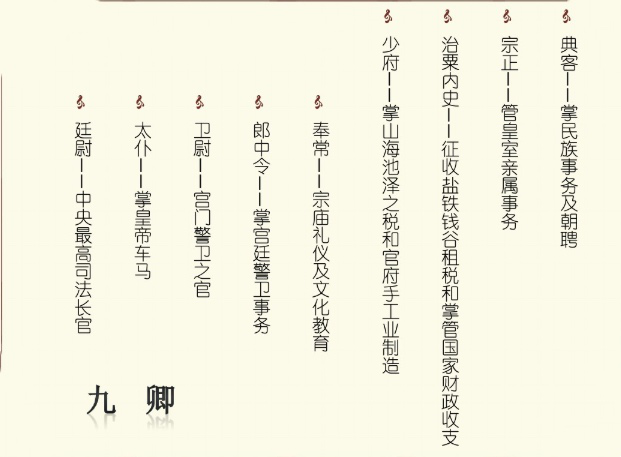 典客——掌民族事务及朝聘
宗正——管皇室亲属事务
治粟内史——征收盐铁钱谷租税和掌管国家财政收支
少府——掌山海池泽之税和官府手工业制造
奉常——宗庙礼仪及文化教育
郎中令——掌宫廷警卫事务
卫尉——宫门警卫之官
太仆——掌皇帝车马
廷尉——中央最高司法长官
九 卿